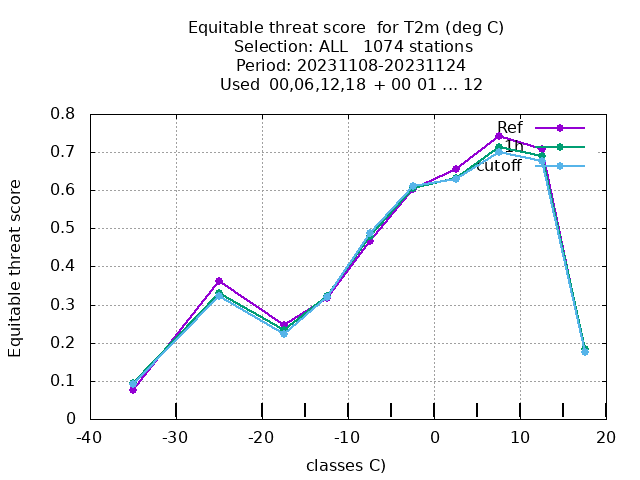 Equitable threat score  for T2m (deg C)
Selection: ALL   1074 stations
Period: 20231108-20231124
Used  00,06,12,18  + 00 01 ... 12
Equitable threat score
0.8
0.7
0.6
0.5
0.4
0.3
0.2
0.1
0
Ref
1h
cutoff
-40 -30 -20 -10 0 10 20
classes C)